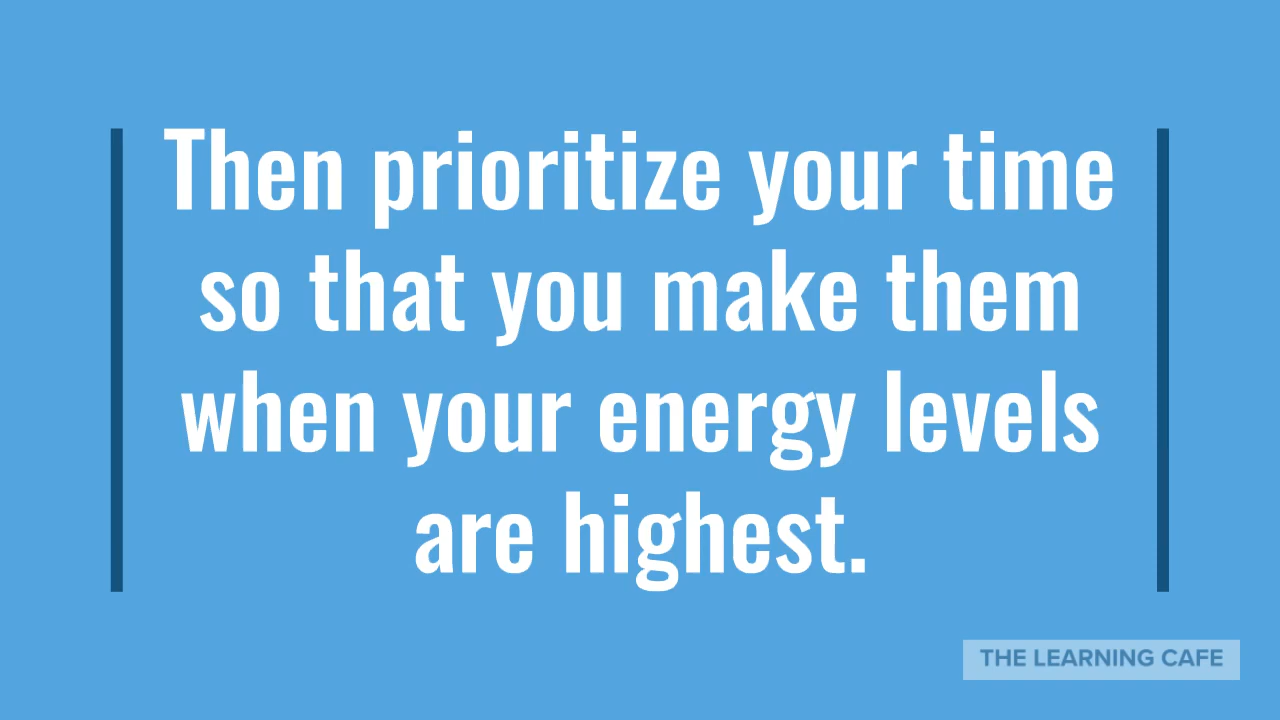 Then prioritize your time
so that you make them
when your energy levels
are highest.
THE LEARNING CAFE